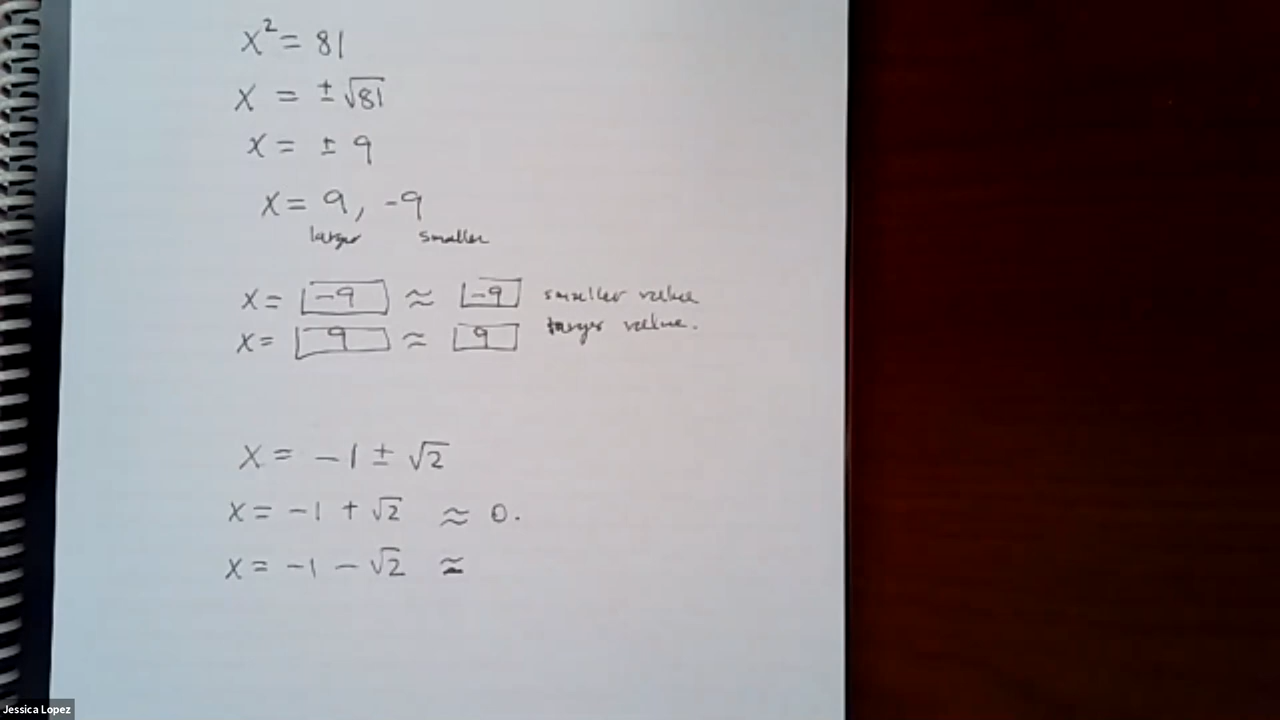 x² = 81
x = ±√81
x = ± 9
x = 9, -9
larger smaller
x = -9 ≈ -9 smaller value
x = 9 ≈ 9 larger value.
x = -1 ± √2
x = -1 + √2 ≈ 0.
x = -1 - √2 ≈
Jessica Lopez